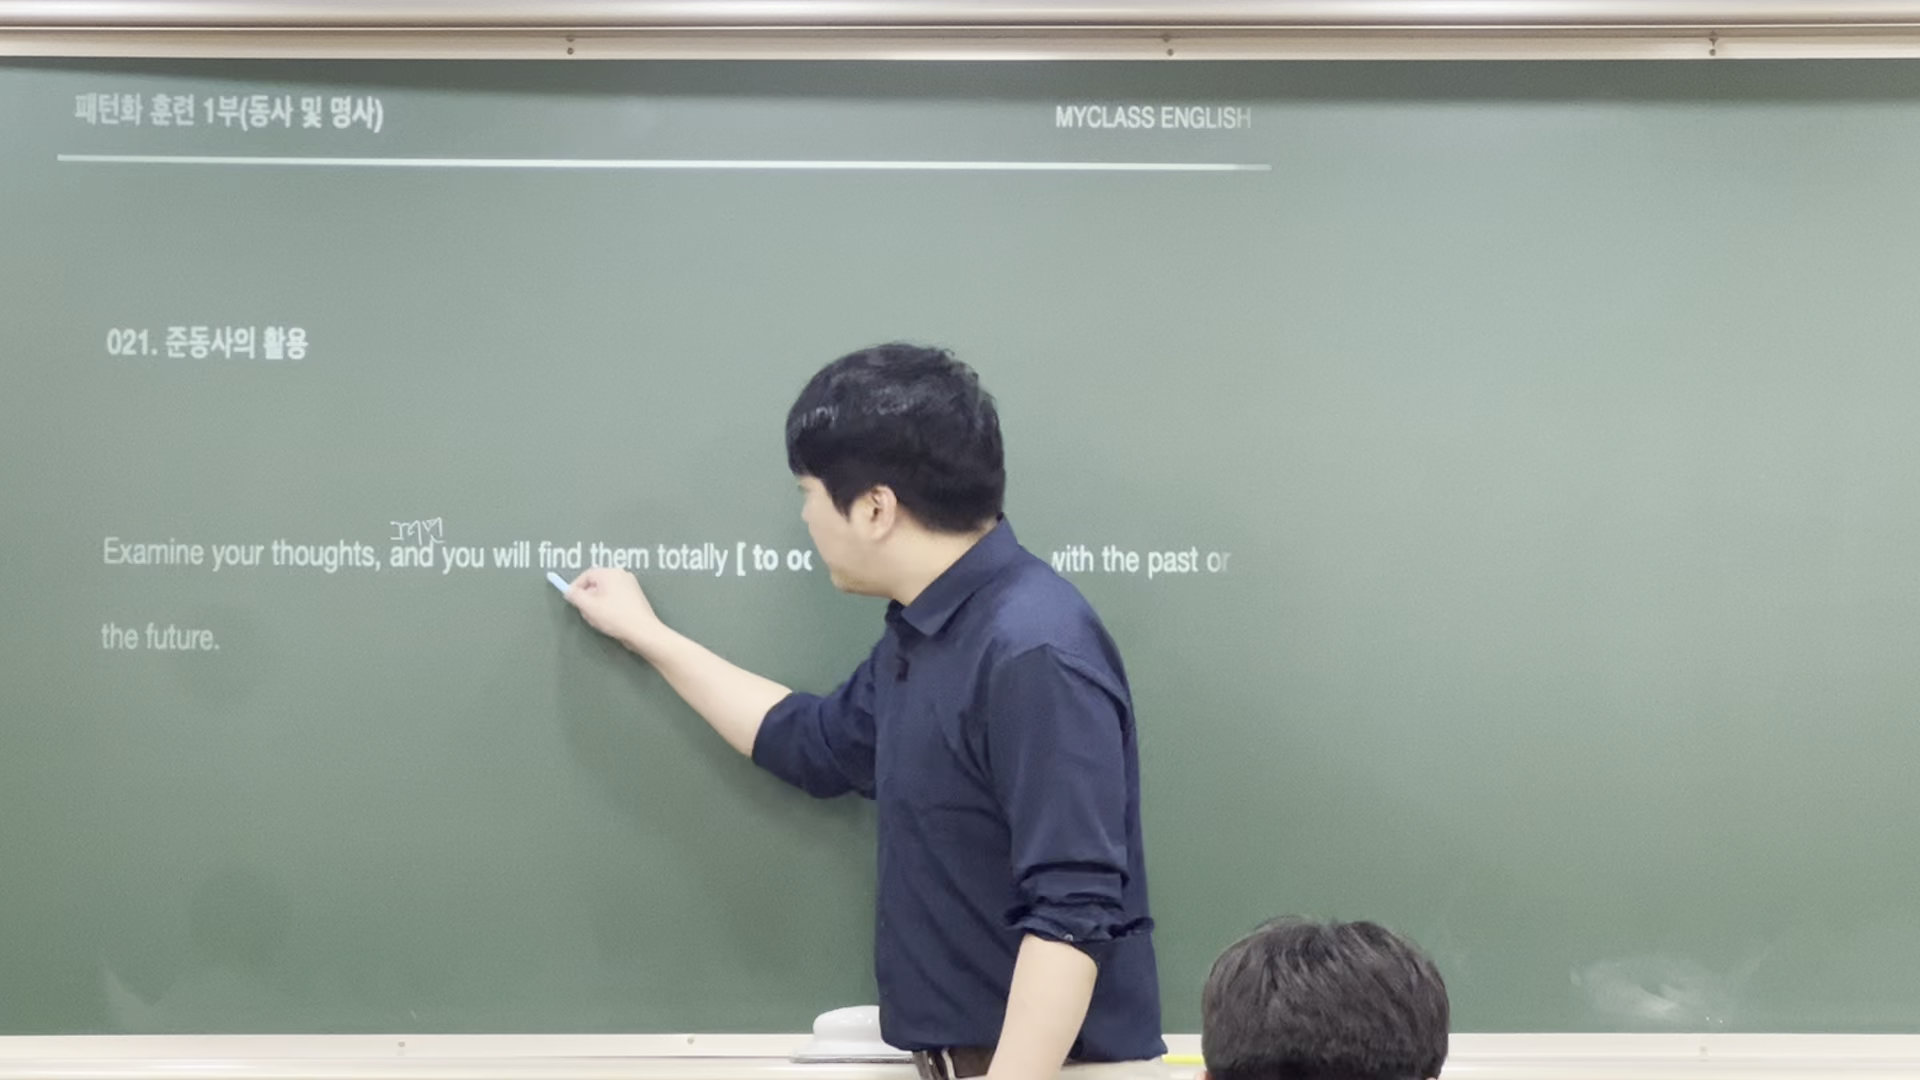 패턴화 훈련 1부(동사 및 명사)
MYCLASS ENGLISH
021. 준동사의 활용
그러면
Examine your thoughts, and you will find them totally [ to with the past or
the future.